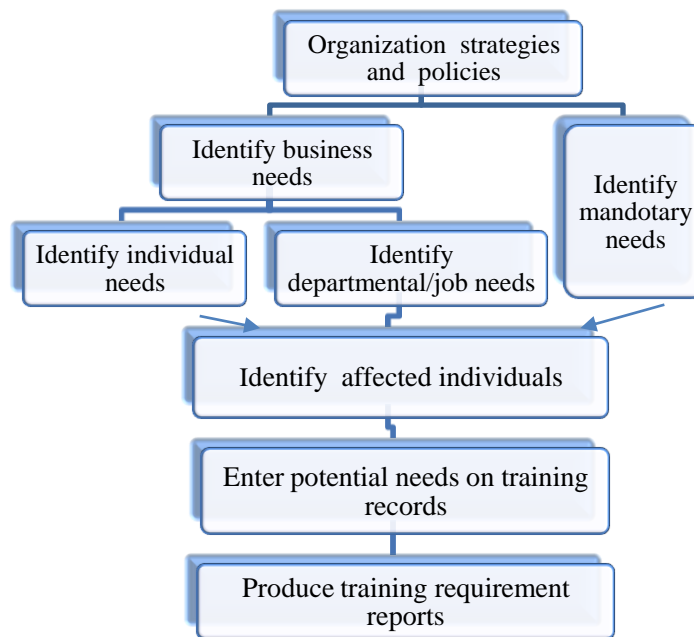 Organization strategies
and policies
Identify business
needs
Identify
mandotary
needs
Identify individual
needs
Identify
departmental/job needs
Identify affected individuals
Enter potential needs on training
records
Produce training requirement
reports